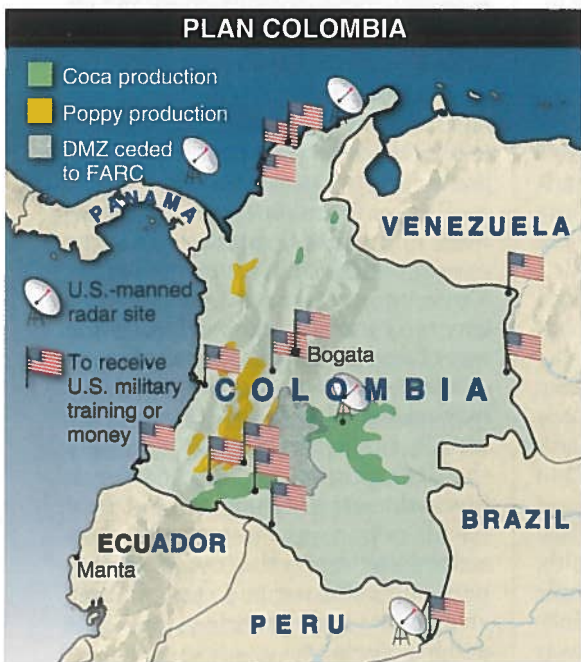 PLAN COLOMBIA
Coca production
Poppy production
DMZ ceded
to FARC
PANAMA
VENEZUELA
U.S.-manned
radar site
To receive
U.S. military
training or
money
Bogata
COLOMBIA
BRAZIL
ECUADOR
Manta
PERU